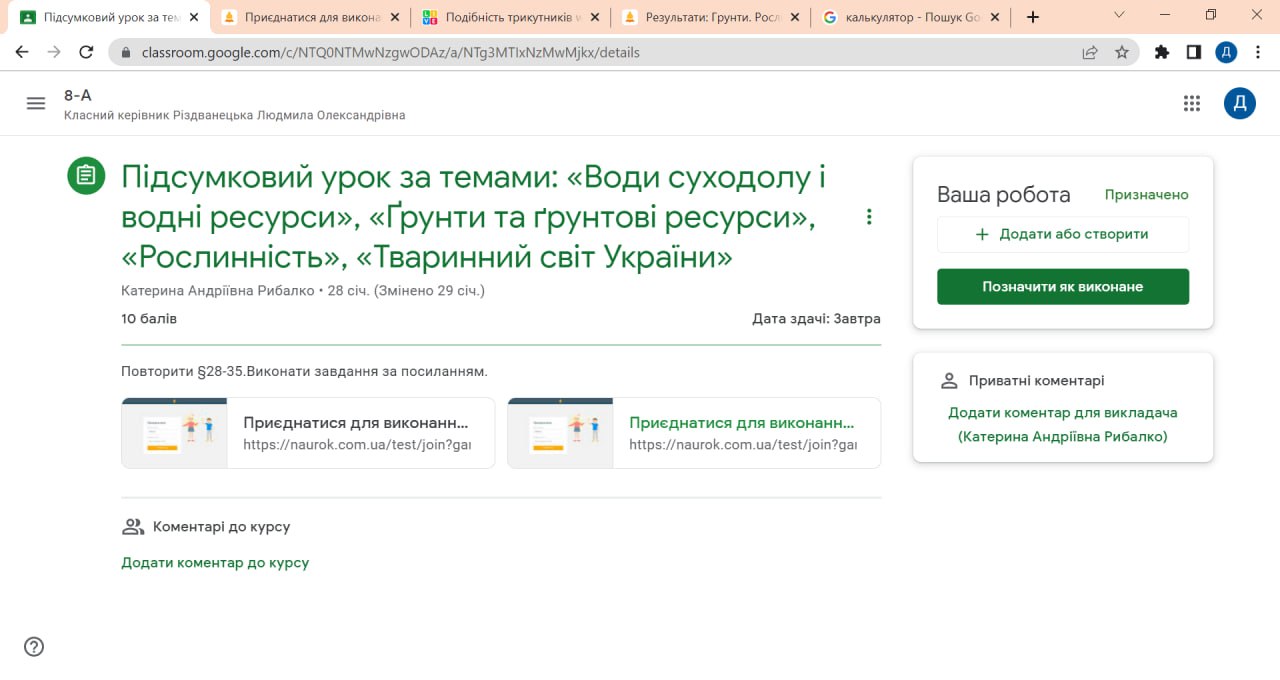 Підсумковий урок за тем
Приєднатися для викона
Подібність трикутників
Результати: Грунти. Росл
калькулятор - Пошук Go
classroom.google.com/c/NTQ0NTMwNzgwODAz/a/NTg3MTIxNzMwMjkx/details
Д
8-А
Класний керівник Різдванецька Людмила Олександрівна
Д
Підсумковий урок за темами: «Води суходолу і
водні ресурси», «Ґрунти та ґрунтові ресурси»,
«Рослинність», «Тваринний світ України»
Катерина Андріївна Рибалко • 28 січ. (Змінено 29 січ.)
10 балів
Дата здачі: Завтра
Повторити §28-35.Виконати завдання за посиланням.
Приєднатися для виконанн...
https://naurok.com.ua/test/join?gar
Приєднатися для виконанн...
https://naurok.com.ua/test/join?gar
Коментарі до курсу
Додати коментар до курсу
Ваша робота
Призначено
+ Додати або створити
Позначити як виконане
Приватні коментарі
Додати коментар для викладача
(Катерина Андріївна Рибалко)